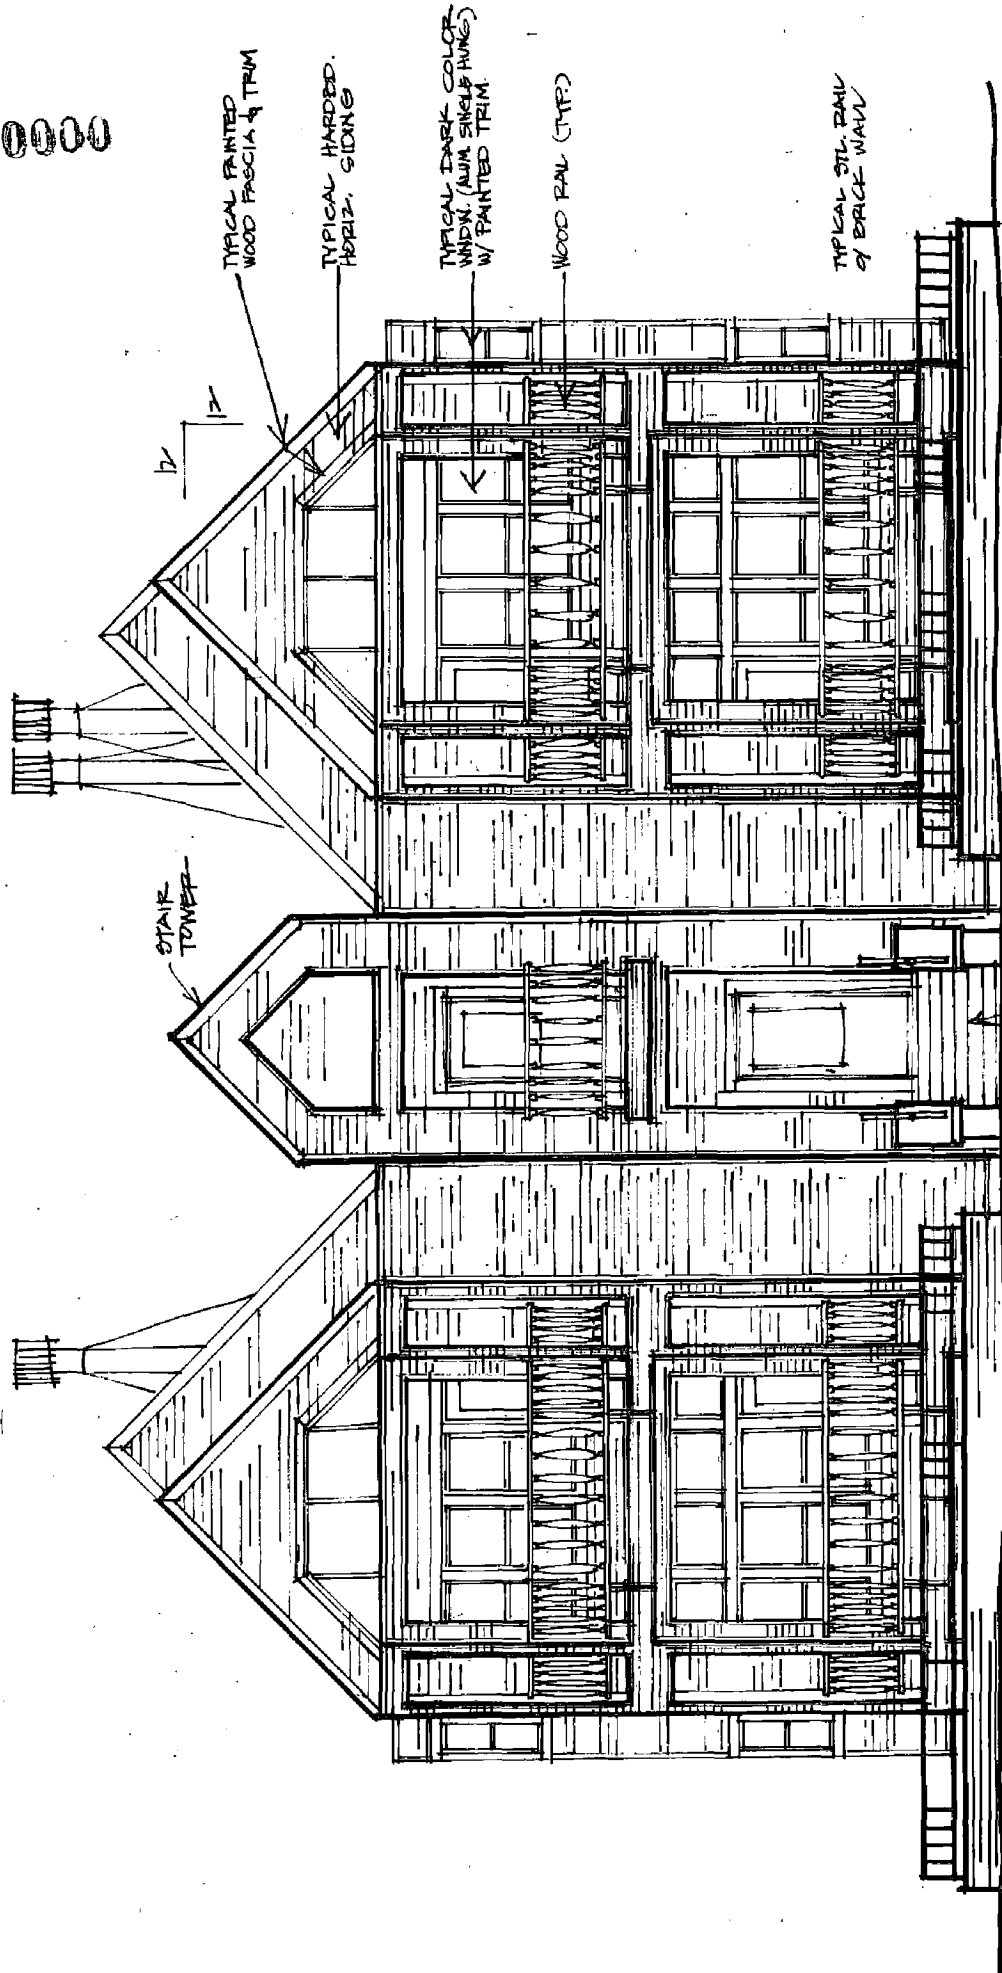 0000
TYPICAL PAINTED
WOOD FASCIA & TRIM
TYPICAL HARDBD.
HORIZ. SIDING
TYPICAL DARK COLOR
WNDW. (ALUM SINGLE HUNG)
W/ PAINTED TRIM.
WOOD RAIL (TYP.)
TYPICAL STL. RAIL
O/ BRICK WALL
12
12
STAIR
TOWER